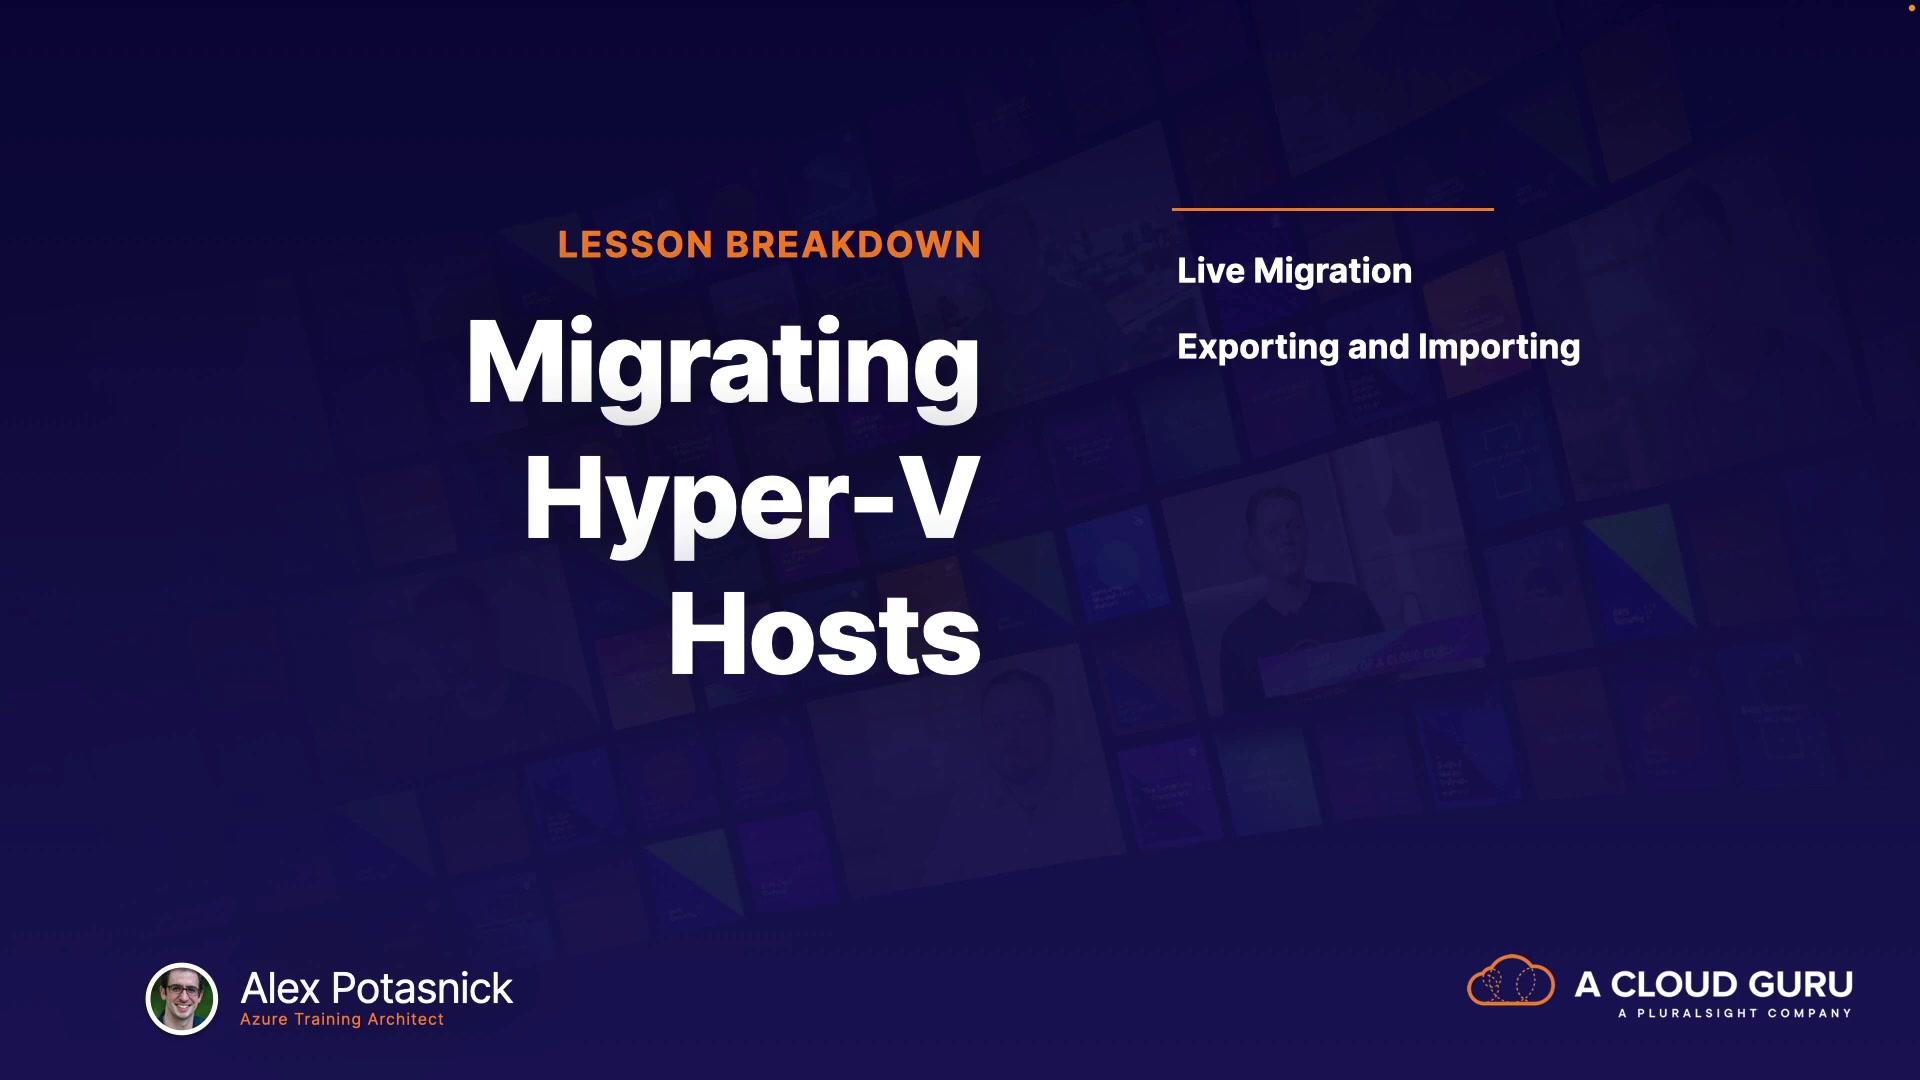 LESSON BREAKDOWN
Migrating
Hyper-V
Hosts
Live Migration
Exporting and Importing
Alex Potasnick
Azure Training Architect
A CLOUD GURU
A PLURALSIGHT COMPANY